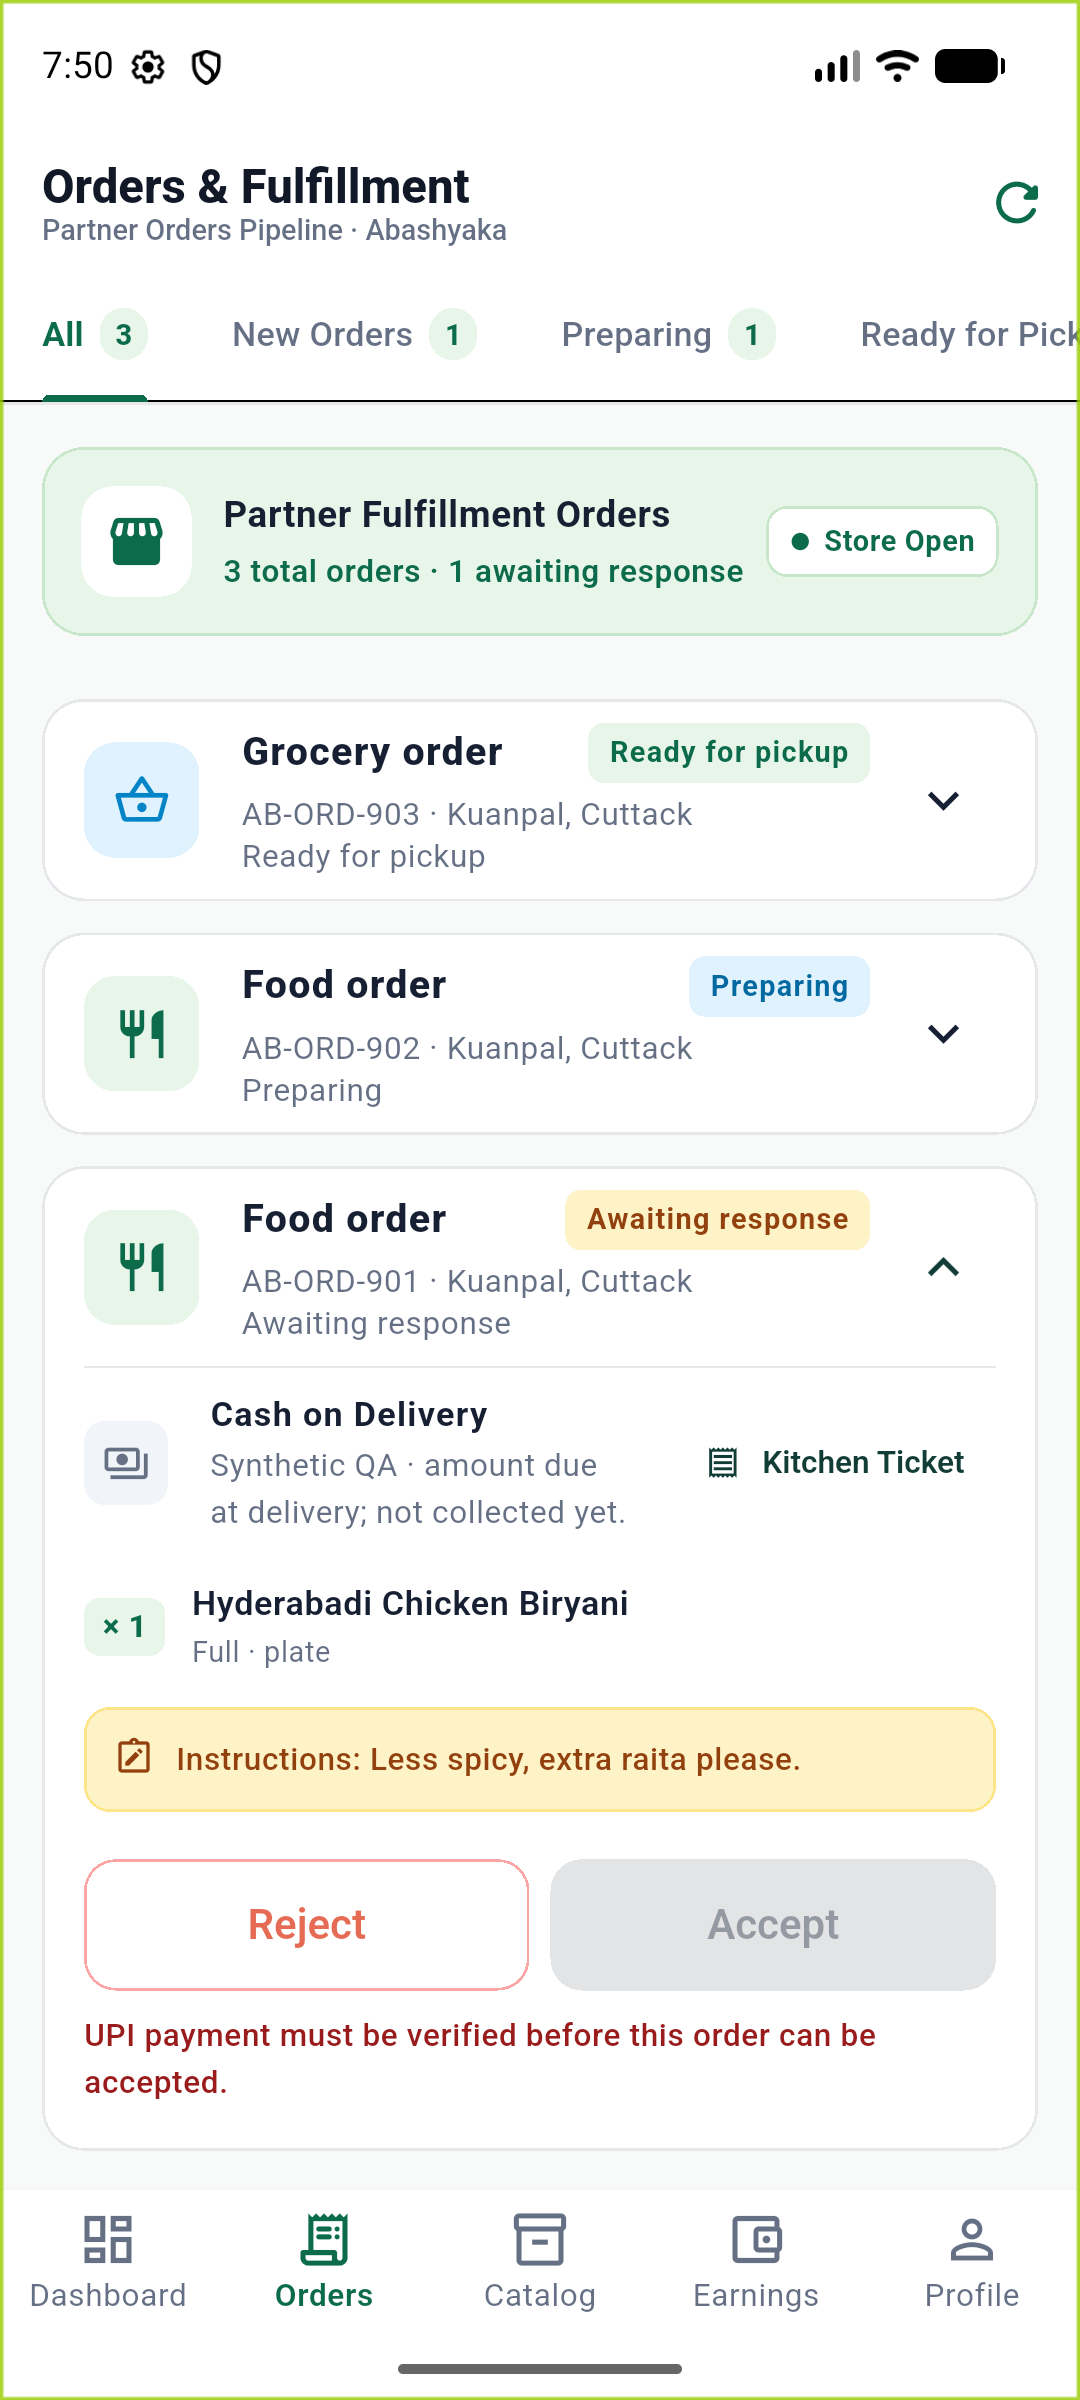 7:50
Orders & Fulfillment
Partner Orders Pipeline · Abashyaka
All 3 New Orders 1 Preparing 1 Ready for Pick
Partner Fulfillment Orders
3 total orders · 1 awaiting response
Store Open
Grocery order
Ready for pickup
AB-ORD-903 · Kuanpal, Cuttack
Ready for pickup
Food order
Preparing
AB-ORD-902 · Kuanpal, Cuttack
Preparing
Food order
Awaiting response
AB-ORD-901 · Kuanpal, Cuttack
Awaiting response
Cash on Delivery
Synthetic QA · amount due
at delivery; not collected yet.
Kitchen Ticket
× 1
Hyderabadi Chicken Biryani
Full · plate
Instructions: Less spicy, extra raita please.
Reject
Accept
UPI payment must be verified before this order can be
accepted.
Dashboard Orders Catalog Earnings Profile